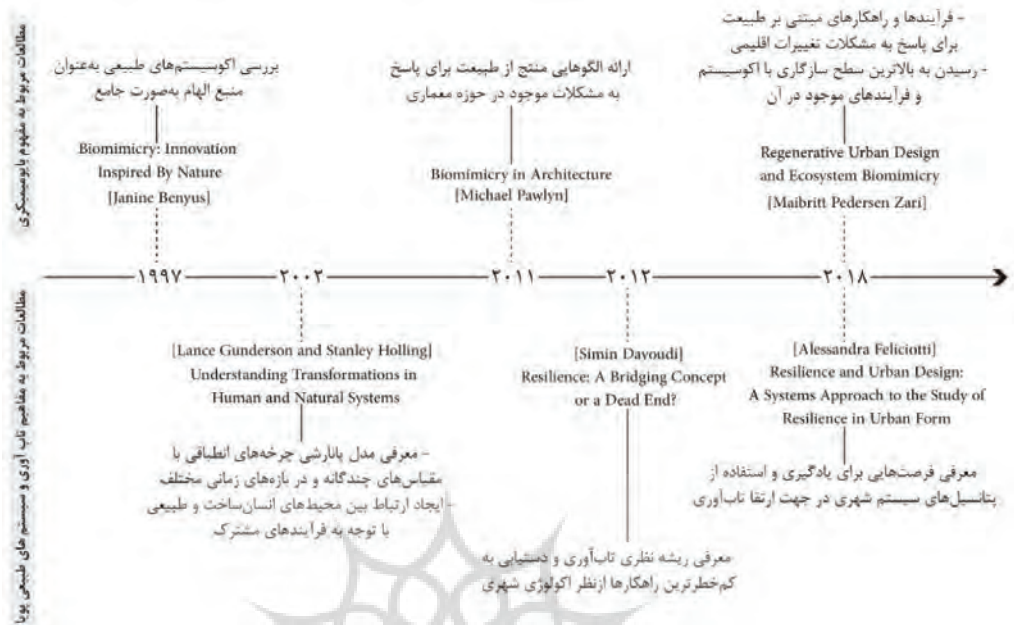 مطالعات مربوط به مفهوم بایومیمیکری
بررسی اکوسیستم‌های طبیعی به‌عنوان
منبع الهام به‌صورت جامع
Biomimicry: Innovation
Inspired By Nature
[Janine Benyus]
ارائه الگوهایی منتج از طبیعت برای پاسخ
به مشکلات موجود در حوزه معماری
Biomimicry in Architecture
[Michael Pawlyn]
- فرآیندها و راهکارهای مبتنی بر طبیعت
برای پاسخ به مشکلات تغییرات اقلیمی
- رسیدن به بالاترین سطح سازگاری با اکوسیستم
و فرآیندهای موجود در آن
Regenerative Urban Design
and Ecosystem Biomimicry
[Maibritt Pedersen Zari]
۱۹۹۷
۲۰۰۲
۲۰۱۱
۲۰۱۲
۲۰۱۸
مطالعات مربوط به مفاهیم تاب آوری و سیستم های طبیعی پویا
[Lance Gunderson and Stanley Holling]
Understanding Transformations in
Human and Natural Systems
- معرفی مدل پانارشی چرخه‌های انطباقی با
مقیاس‌های چندگانه و در بازه‌های زمانی مختلف
- ایجاد ارتباط بین محیط‌های انسان‌ساخت و طبیعی
با توجه به فرآیندهای مشترک
[Simin Davoudi]
Resilience: A Bridging Concept
or a Dead End?
معرفی ریشه نظری تاب‌آوری و دستیابی به
کم‌خطرترین راهکارها ازنظر اکولوژی شهری
[Alessandra Feliciotti]
Resilience and Urban Design:
A Systems Approach to the Study of
Resilience in Urban Form
معرفی فرصت‌هایی برای یادگیری و استفاده از
پتانسیل‌های سیستم شهری در جهت ارتقا تاب‌آوری